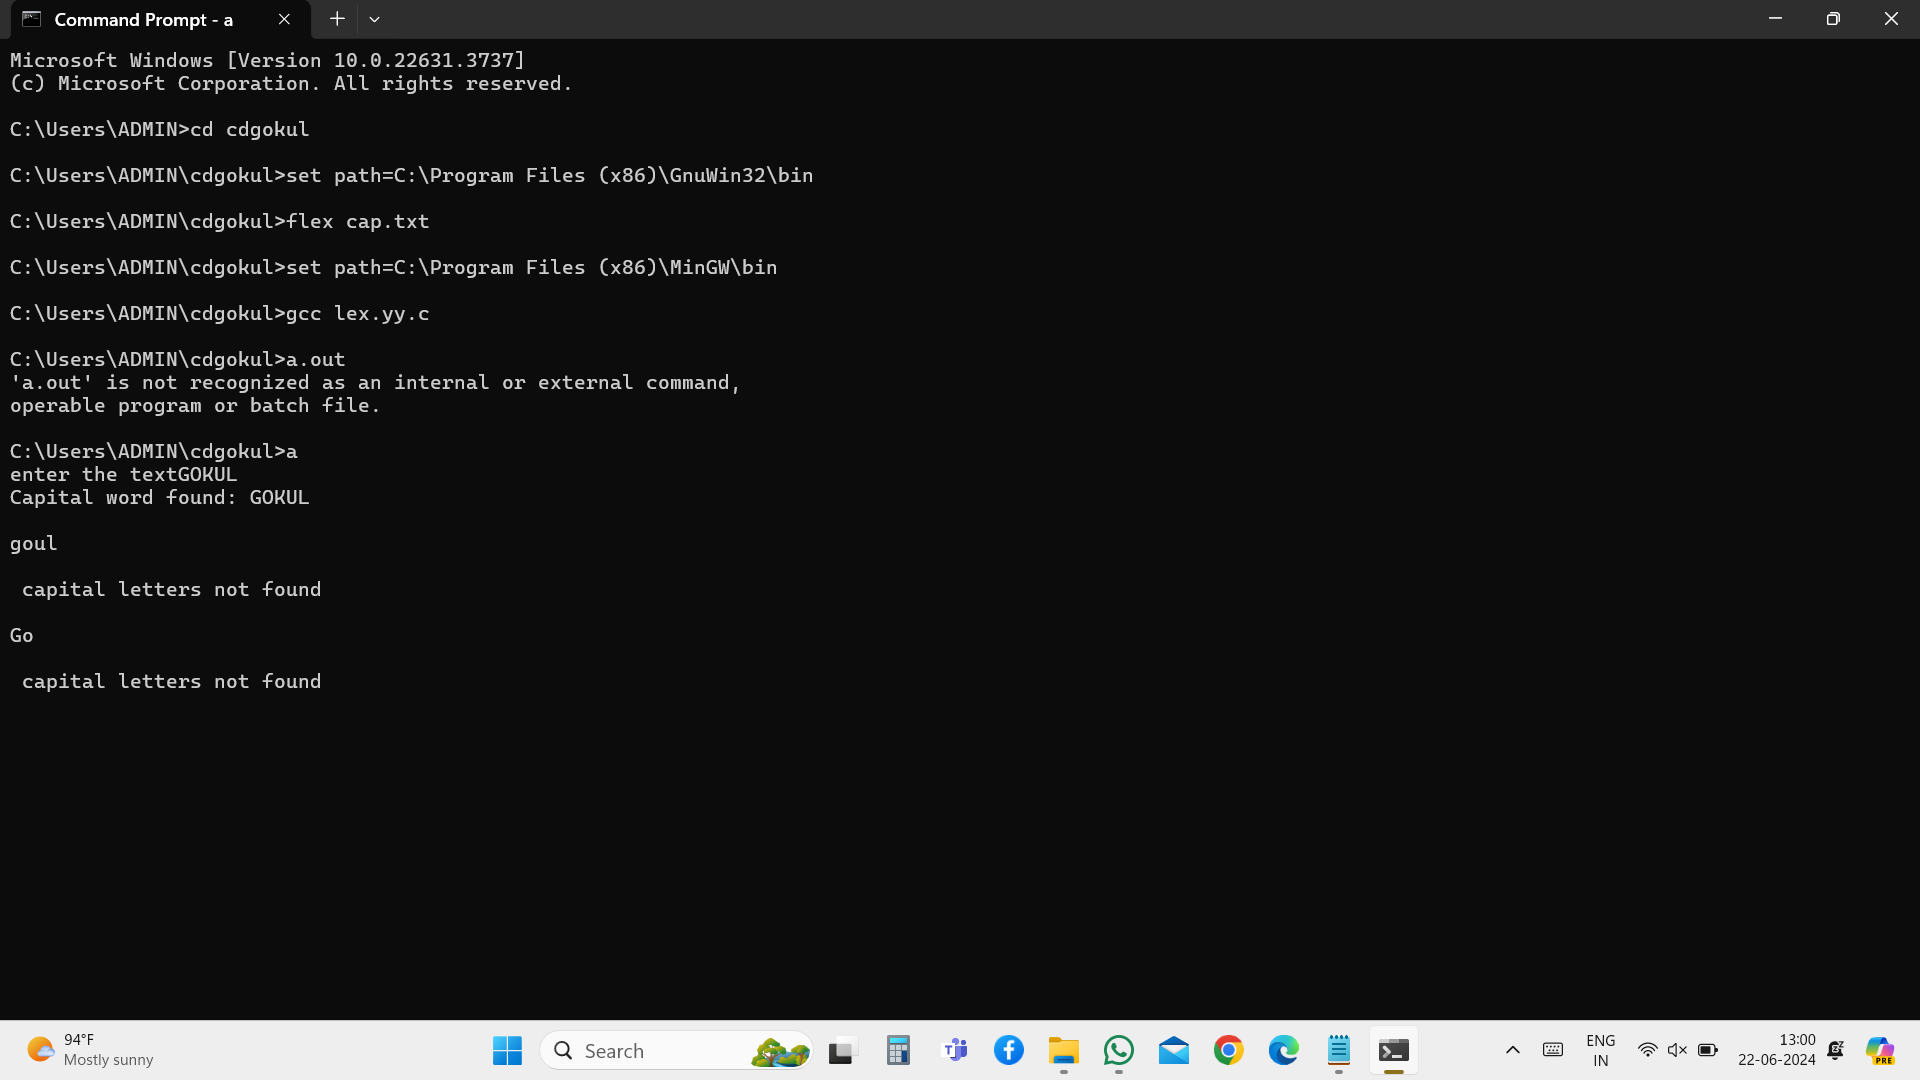 Command Prompt - a
Microsoft Windows [Version 10.0.22631.3737]
(c) Microsoft Corporation. All rights reserved.
C:\Users\ADMIN>cd cdgokul
C:\Users\ADMIN\cdgokul>set path=C:\Program Files (x86)\GnuWin32\bin
C:\Users\ADMIN\cdgokul>flex cap.txt
C:\Users\ADMIN\cdgokul>set path=C:\Program Files (x86)\MinGW\bin
C:\Users\ADMIN\cdgokul>gcc lex.yy.c
C:\Users\ADMIN\cdgokul>a.out
'a.out' is not recognized as an internal or external command,
operable program or batch file.
C:\Users\ADMIN\cdgokul>a
enter the textGOKUL
Capital word found: GOKUL
goul
 capital letters not found
Go
 capital letters not found
94°F
Mostly sunny
Search
ENG
IN
13:00
22-06-2024
PRE